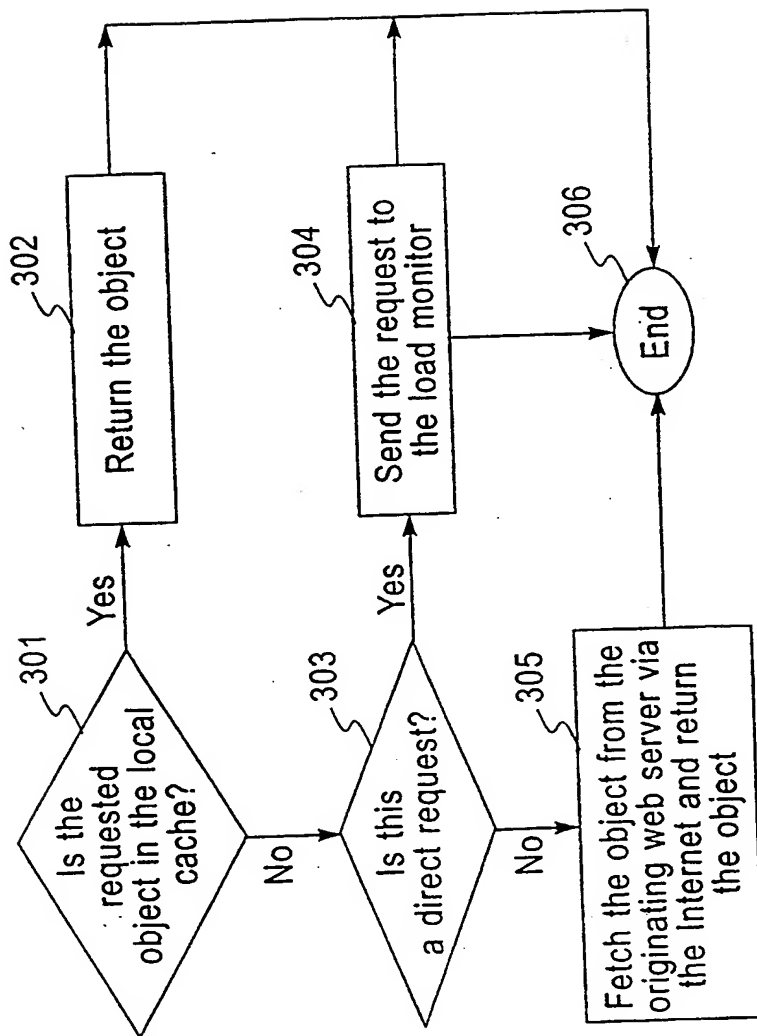 301
Is the
requested
object in the local
cache?
Yes
302
Return the object
No
303
Is this
a direct request?
Yes
304
Send the request to
the load monitor
No
305
Fetch the object from the
originating web server via
the Internet and return
the object
306
End